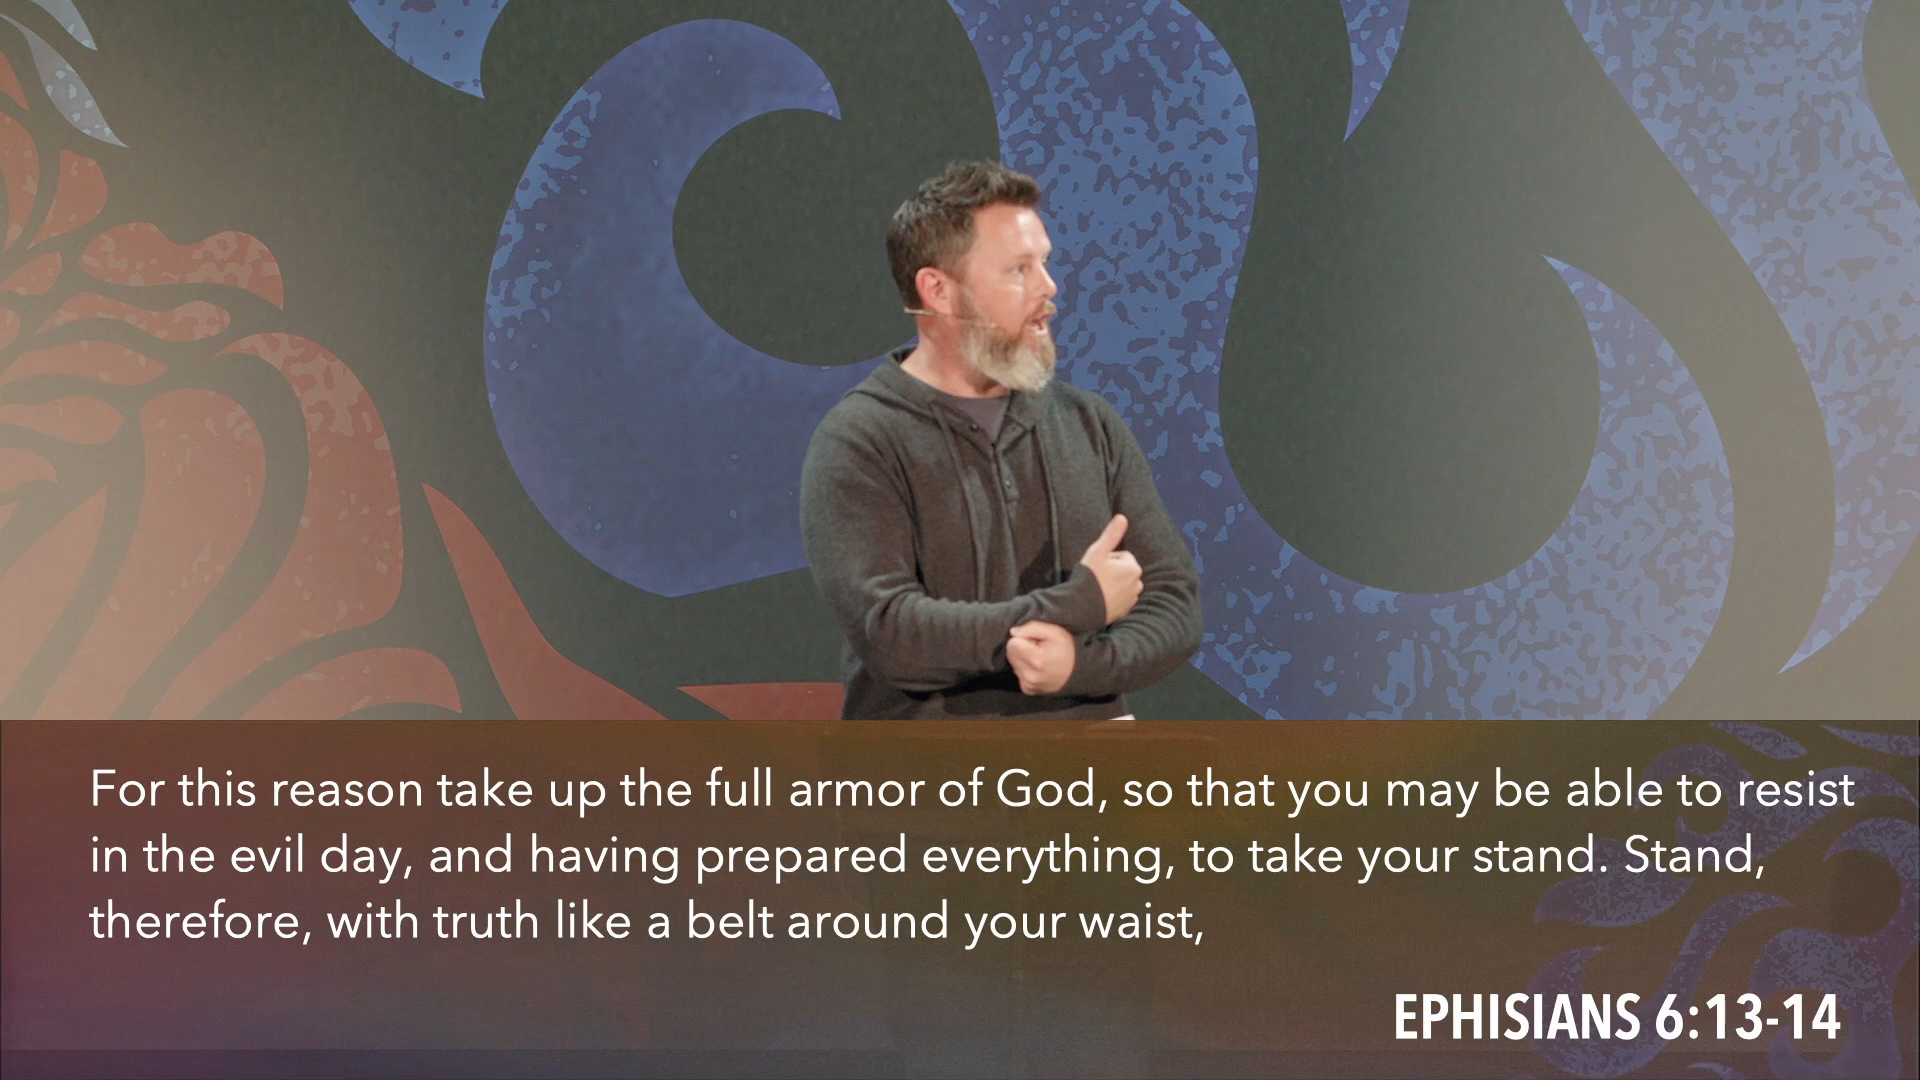 For this reason take up the full armor of God, so that you may be able to resist
in the evil day, and having prepared everything, to take your stand. Stand,
therefore, with truth like a belt around your waist,
EPHISIANS 6:13-14